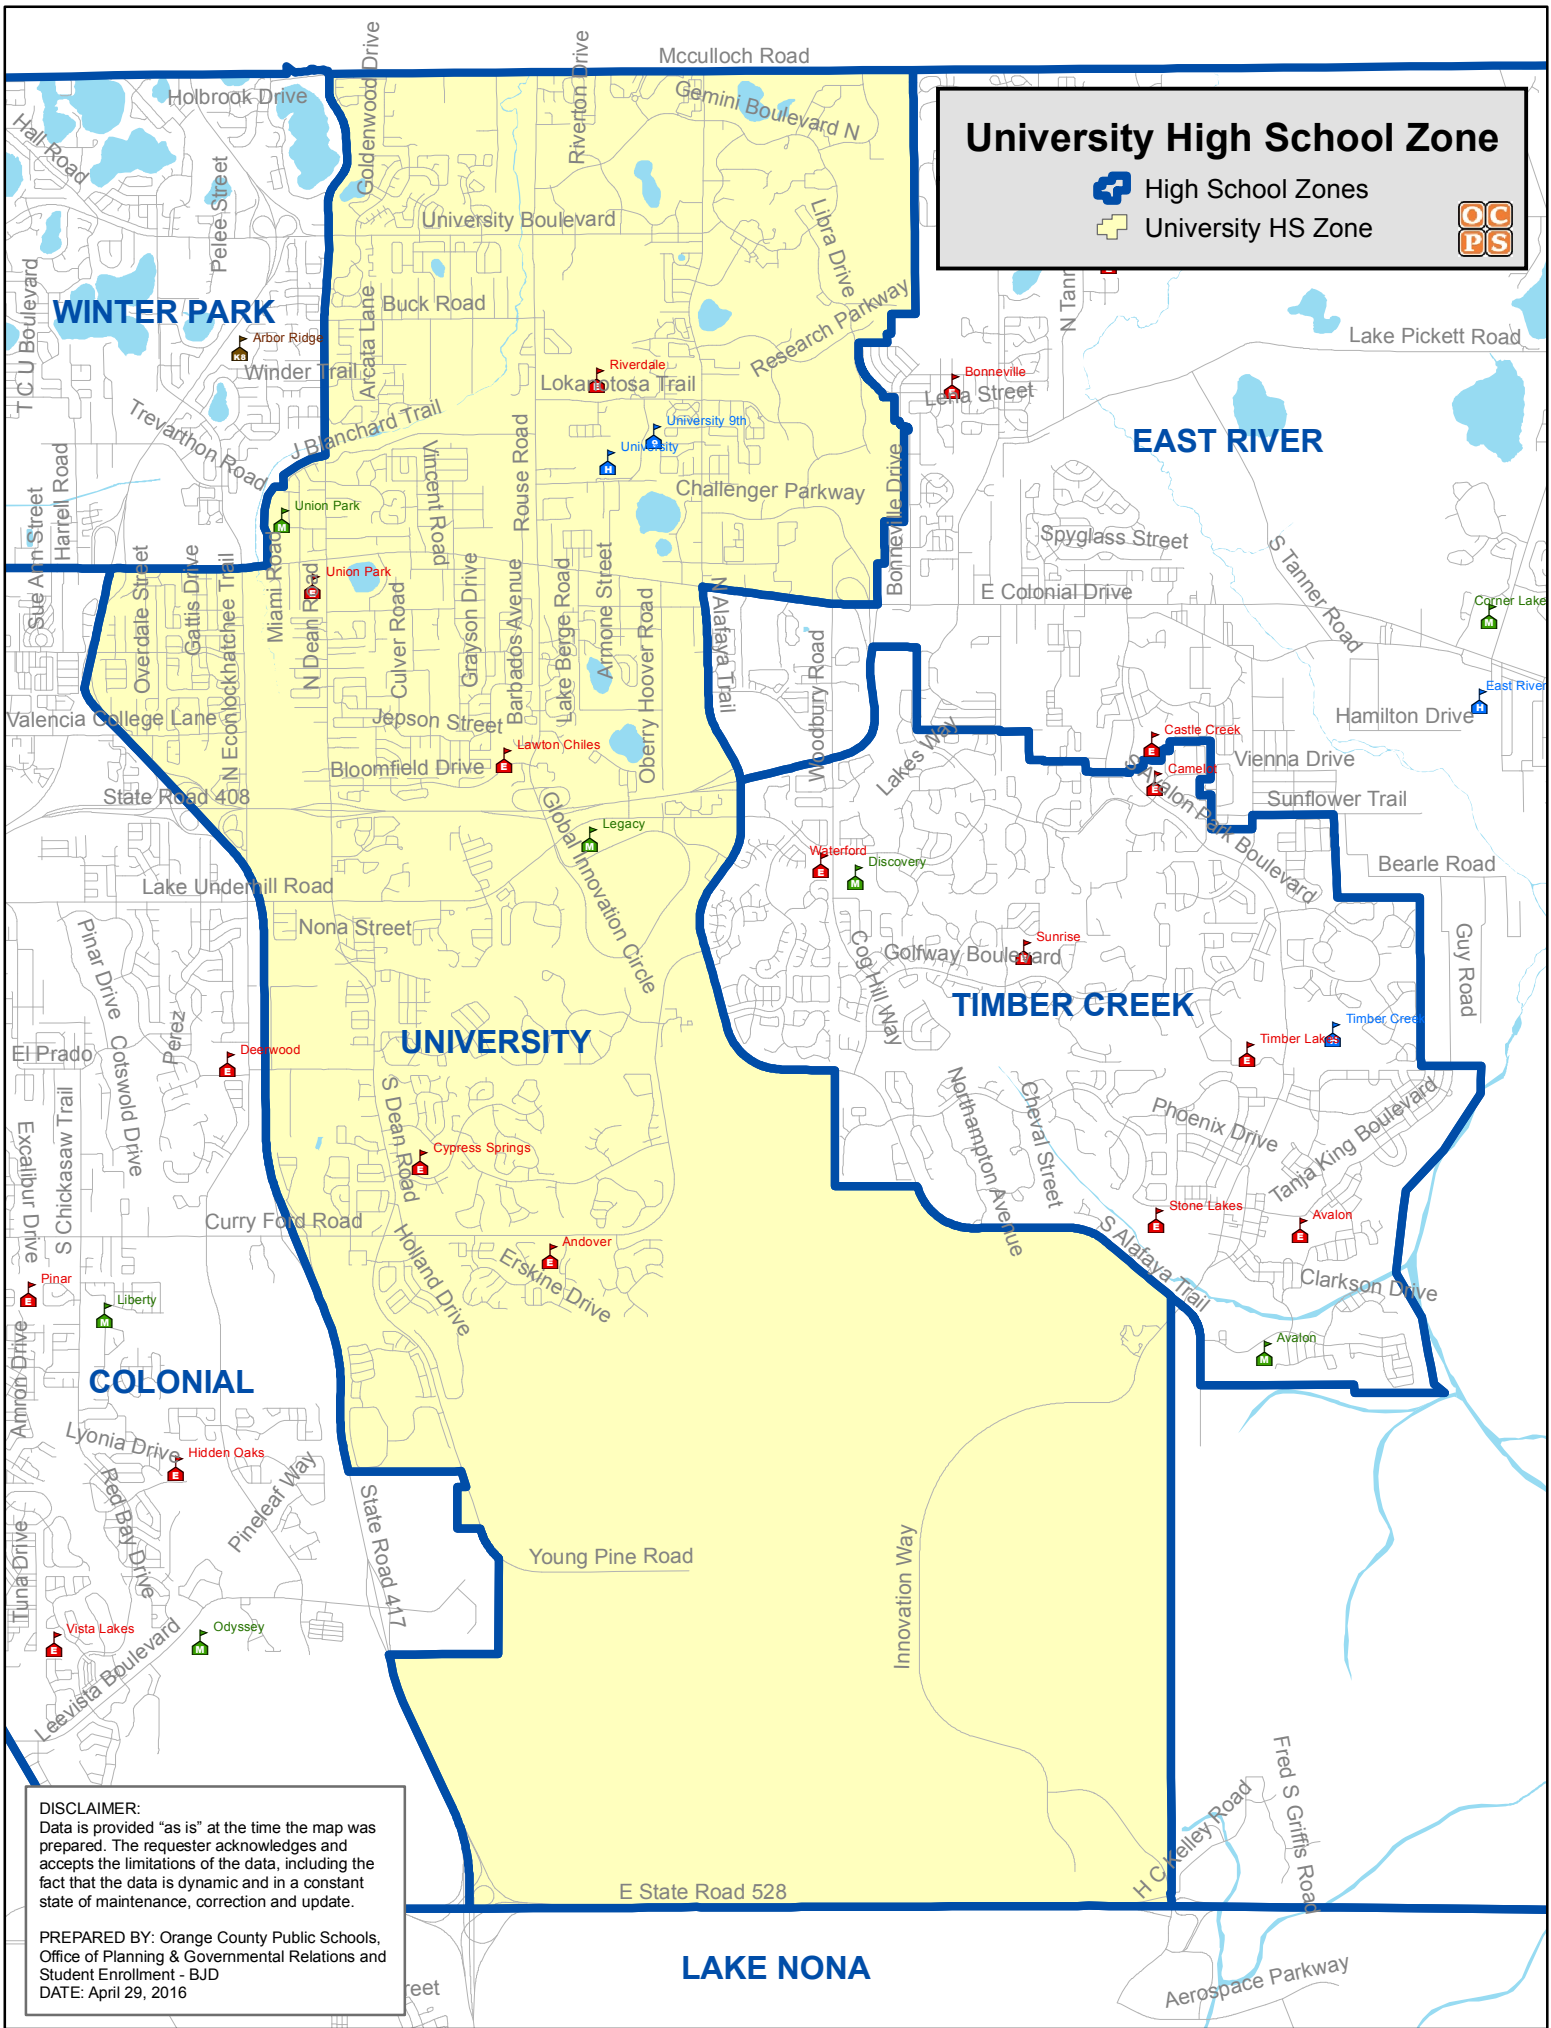 Mcculloch Road
Holbrook Drive
Goldenwood Drive
Riverton Drive
Gemini Boulevard N
University High School Zone
High School Zones
University HS Zone
OC
PS
Hall Road
Pelee Street
University Boulevard
Libra Drive
N Tann
T C U Boulevard
WINTER PARK
Buck Road
Arcata Lane
Research Parkway
Lake Pickett Road
Arbor Ridge
K8
Winder Trail
Riverdale
E
Lokanotosa Trail
Bonneville
E
Lena Street
Trevarthon Road
J Blanchard Trail
University 9th
9
University
H
EAST RIVER
Harrell Road
Vincent Road
Rouse Road
Challenger Parkway
Bonneville Drive
Union Park
M
Spyglass Street
S Tanner Road
Sue Ann Street
Overdale Street
Gattis Drive
N Econlockhatchee Trail
Miami Road
Union Park
E
N Dean Road
Culver Road
Grayson Drive
Barbados Avenue
Lake Berge Road
Armone Street
Oberry Hoover Road
N Alafaya Trail
Woodbury Road
E Colonial Drive
Corner Lake
M
East River
H
Hamilton Drive
Valencia College Lane
Jepson Street
Lawton Chiles
E
Bloomfield Drive
Lakes Way
Castle Creek
E
Camelot
E
Vienna Drive
S Avalon Park Boulevard
Sunflower Trail
State Road 408
Global Innovation Circle
Legacy
M
Waterford
E
Discovery
M
Bearle Road
Lake Underhill Road
Nona Street
Pinar Drive
Cog Hill Way
Golfway Boulevard
Sunrise
E
Guy Road
TIMBER CREEK
UNIVERSITY
Timber Creek
H
Timber Lakes
E
El Prado
Cotswold Drive
Perez
Deerwood
E
S Dean Road
Northampton Avenue
Cheval Street
Phoenix Drive
Tanja King Boulevard
Excalibur Drive
S Chickasaw Trail
Cypress Springs
E
Curry Ford Road
Holland Drive
Erskine Drive
Andover
E
S Alafaya Trail
Stone Lakes
E
Avalon
E
Clarkson Drive
Pinar
E
Liberty
M
Avalon
M
Amron Drive
COLONIAL
Lyonia Drive
Hidden Oaks
E
Red Bay Drive
Pineleaf Way
State Road 417
Young Pine Road
Innovation Way
Tuna Drive
Vista Lakes
E
Odyssey
M
Leevista Boulevard
Fred S Griffis Road
H C Kelley Road
E State Road 528
LAKE NONA
Aerospace Parkway
reet
DISCLAIMER:
Data is provided “as is” at the time the map was
prepared. The requester acknowledges and
accepts the limitations of the data, including the
fact that the data is dynamic and in a constant
state of maintenance, correction and update.
PREPARED BY: Orange County Public Schools,
Office of Planning & Governmental Relations and
Student Enrollment - BJD
DATE: April 29, 2016